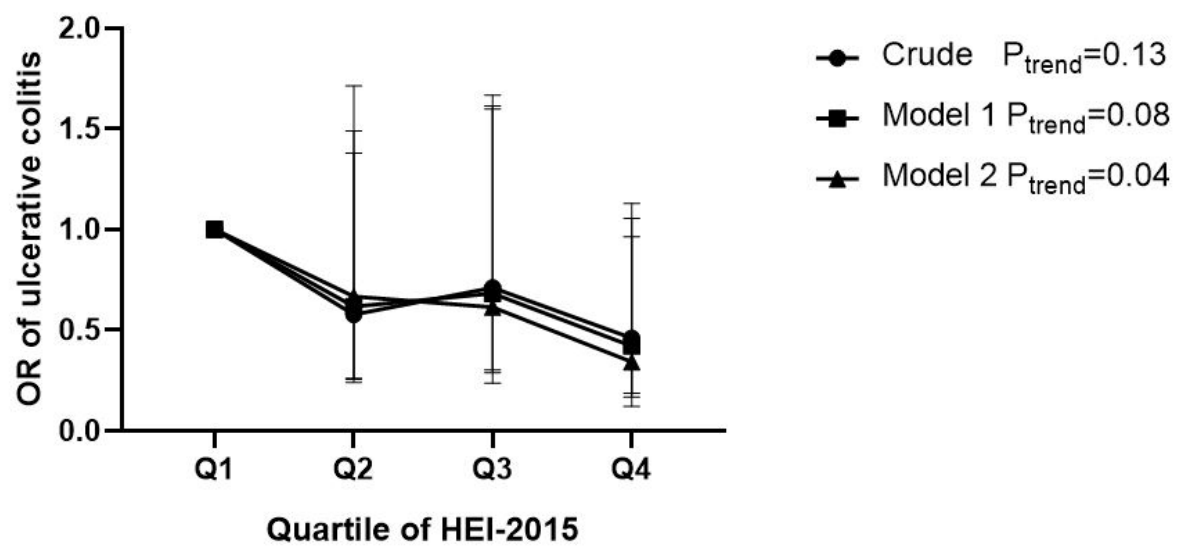 OR of ulcerative colitis
2.0
1.5
1.0
0.5
0.0
Q1 Q2 Q3 Q4
Quartile of HEI-2015
Crude Ptrend=0.13
Model 1 Ptrend=0.08
Model 2 Ptrend=0.04